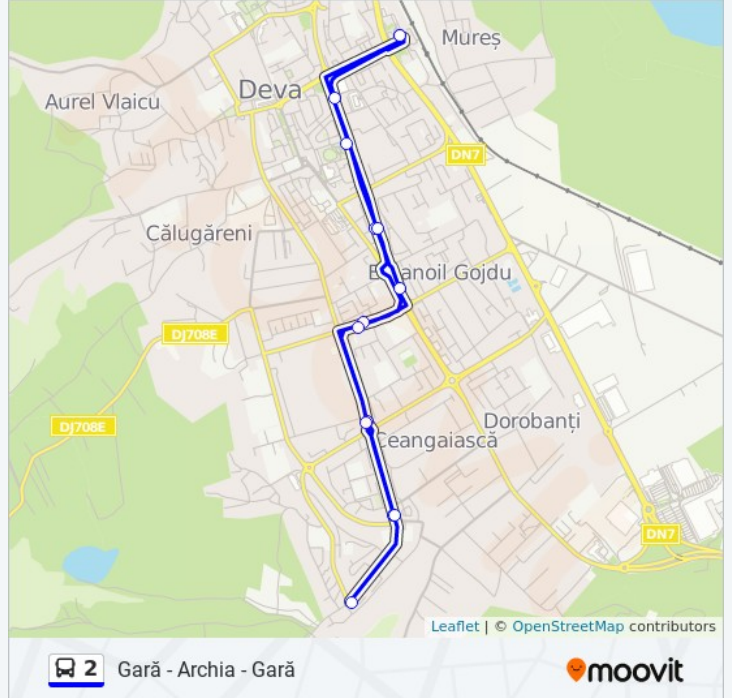 Mureș
Deva
Aurel Vlaicu
DN7
Călugăreni
Emanoil Gojdu
DJ708E
DJ708E
Dorobanți
Ceangaiască
DN7
Leaflet | © OpenStreetMap contributors
2 Gară - Archia - Gară
moovit